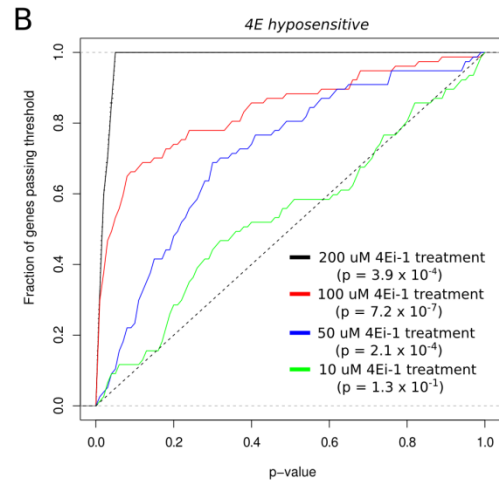 B
4E hyposensitive
Fraction of genes passing threshold
1.0
0.8
0.6
0.4
0.2
0.0
200 uM 4Ei-1 treatment
(p = 3.9 x 10⁻⁴)
100 uM 4Ei-1 treatment
(p = 7.2 x 10⁻⁷)
50 uM 4Ei-1 treatment
(p = 2.1 x 10⁻⁴)
10 uM 4Ei-1 treatment
(p = 1.3 x 10⁻¹)
0.0 0.2 0.4 0.6 0.8 1.0
p-value